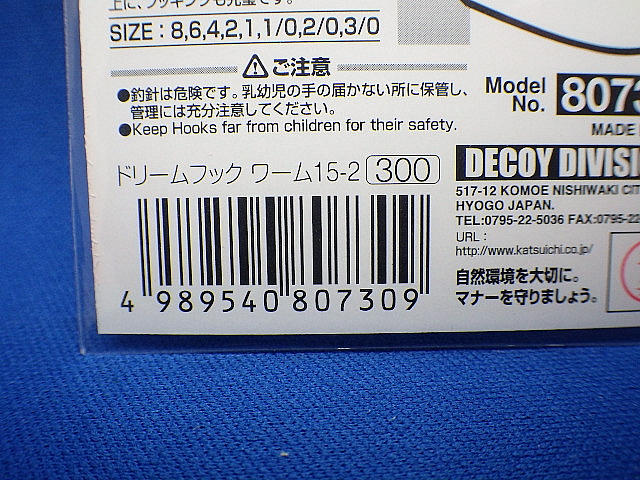 上に、フッキングも完璧です。
SIZE : 8,6,4,2,1,1/0,2/0,3/0
ご注意
●釣針は危険です。乳幼児の手の届かない所に保管し、
管理には充分注意してください。
●Keep Hooks far from children for their safety.
ドリームフック ワーム15-2 300
4 989540 807309
Model No. 8073
MADE
DECOY DIVISI
517-12 KOMOE NISHIWAKI CIT
HYOGO JAPAN.
TEL:0795-22-5036 FAX:0795-22
URL :
http://www.katsuichi.co.jp/
自然環境を大切に。
マナーを守りましょう。